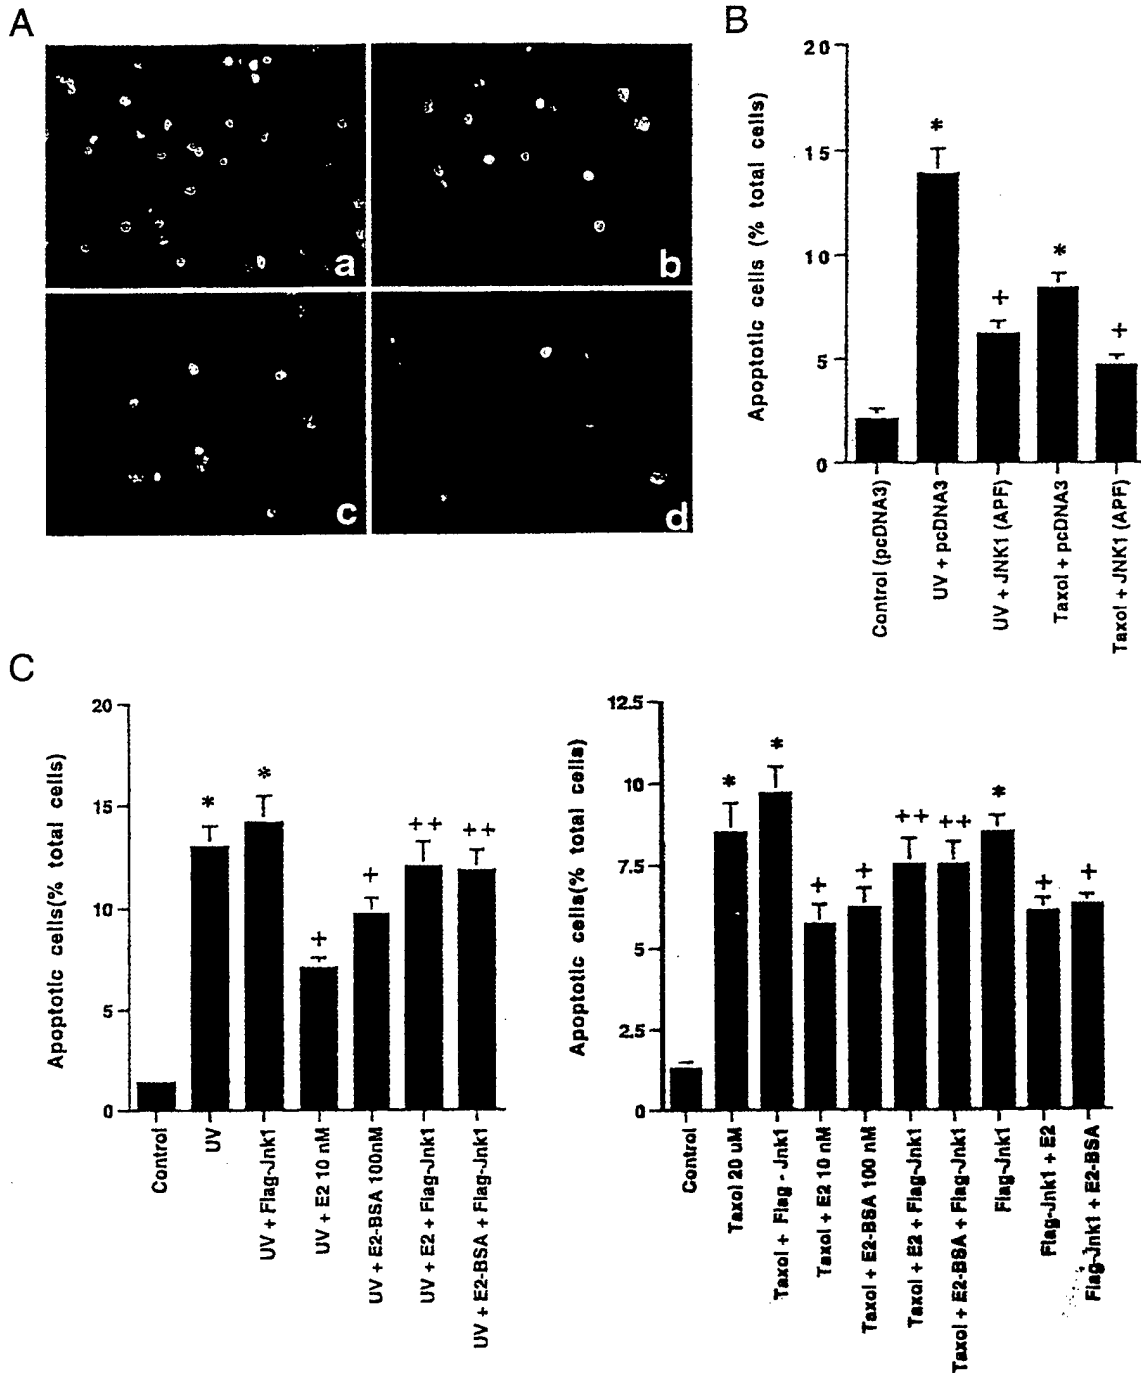 A
a
b
c
d
B
Apoptotic cells (% total cells)
20
15
10
5
0
*
+
*
+
Control (pcDNA3)
UV + pcDNA3
UV + JNK1 (APF)
Taxol + pcDNA3
Taxol + JNK1 (APF)
C
Apoptotic cells(% total cells)
20
15
10
5
0
*
*
+
+
++
++
Control
UV
UV + Flag-Jnk1
UV + E2 10 nM
UV + E2-BSA 100nM
UV + E2 + Flag-Jnk1
UV + E2-BSA + Flag-Jnk1
Apoptotic cells(% total cells)
12.5
10
7.5
5
2.5
0
*
*
+
+
++
++
*
+
+
Control
Taxol 20 uM
Taxol + Flag - Jnk1
Taxol + E2 10 nM
Taxol + E2-BSA 100 nM
Taxol + E2 + Flag-Jnk1
Taxol + E2-BSA + Flag-Jnk1
Flag-Jnk1
Flag-Jnk1 + E2
Flag-Jnk1 + E2-BSA